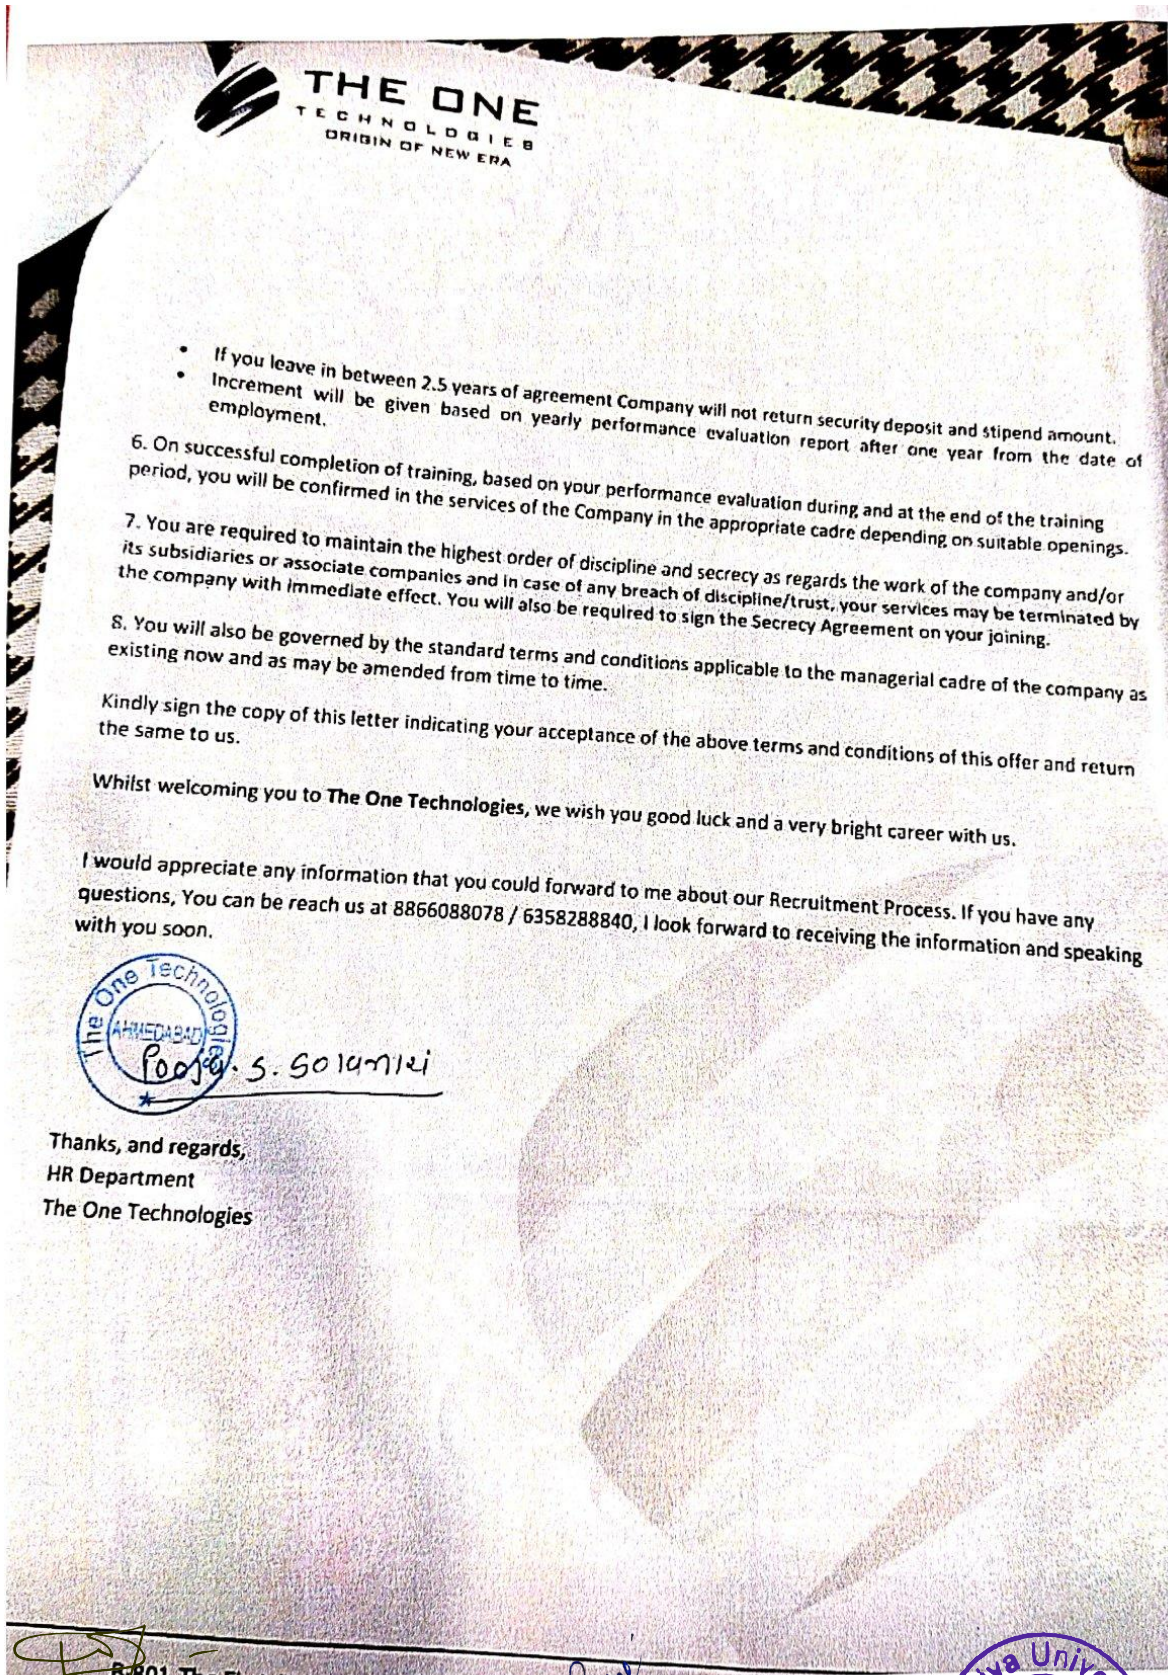 THE ONE
TECHNOLOGIES
ORIGIN OF NEW ERA
• If you leave in between 2.5 years of agreement Company will not return security deposit and stipend amount.
• Increment will be given based on yearly performance evaluation report after one year from the date of
employment.
6. On successful completion of training, based on your performance evaluation during and at the end of the training
period, you will be confirmed in the services of the Company in the appropriate cadre depending on suitable openings.
7. You are required to maintain the highest order of discipline and secrecy as regards the work of the company and/or
its subsidiaries or associate companies and in case of any breach of discipline/trust, your services may be terminated by
the company with immediate effect. You will also be required to sign the Secrecy Agreement on your joining.
8. You will also be governed by the standard terms and conditions applicable to the managerial cadre of the company as
existing now and as may be amended from time to time.
Kindly sign the copy of this letter indicating your acceptance of the above terms and conditions of this offer and return
the same to us.
Whilst welcoming you to The One Technologies, we wish you good luck and a very bright career with us.
I would appreciate any information that you could forward to me about our Recruitment Process. If you have any
questions, You can be reach us at 8866088078 / 6358288840, I look forward to receiving the information and speaking
with you soon.
The One Technologies
AHMEDABAD
Pooja. S. Solanki
Thanks, and regards,
HR Department
The One Technologies